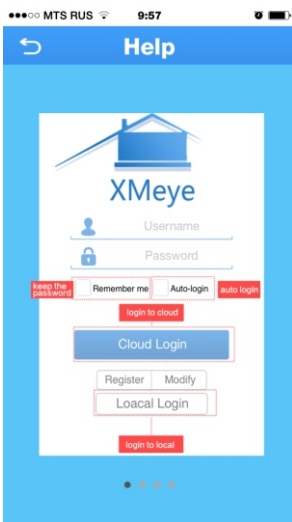 MTS RUS 9:57
Help
XMeye
Username
Password
keep the
password
Remember me
Auto-login
auto login
login to cloud
Cloud Login
Register Modify
Loacal Login
login to local